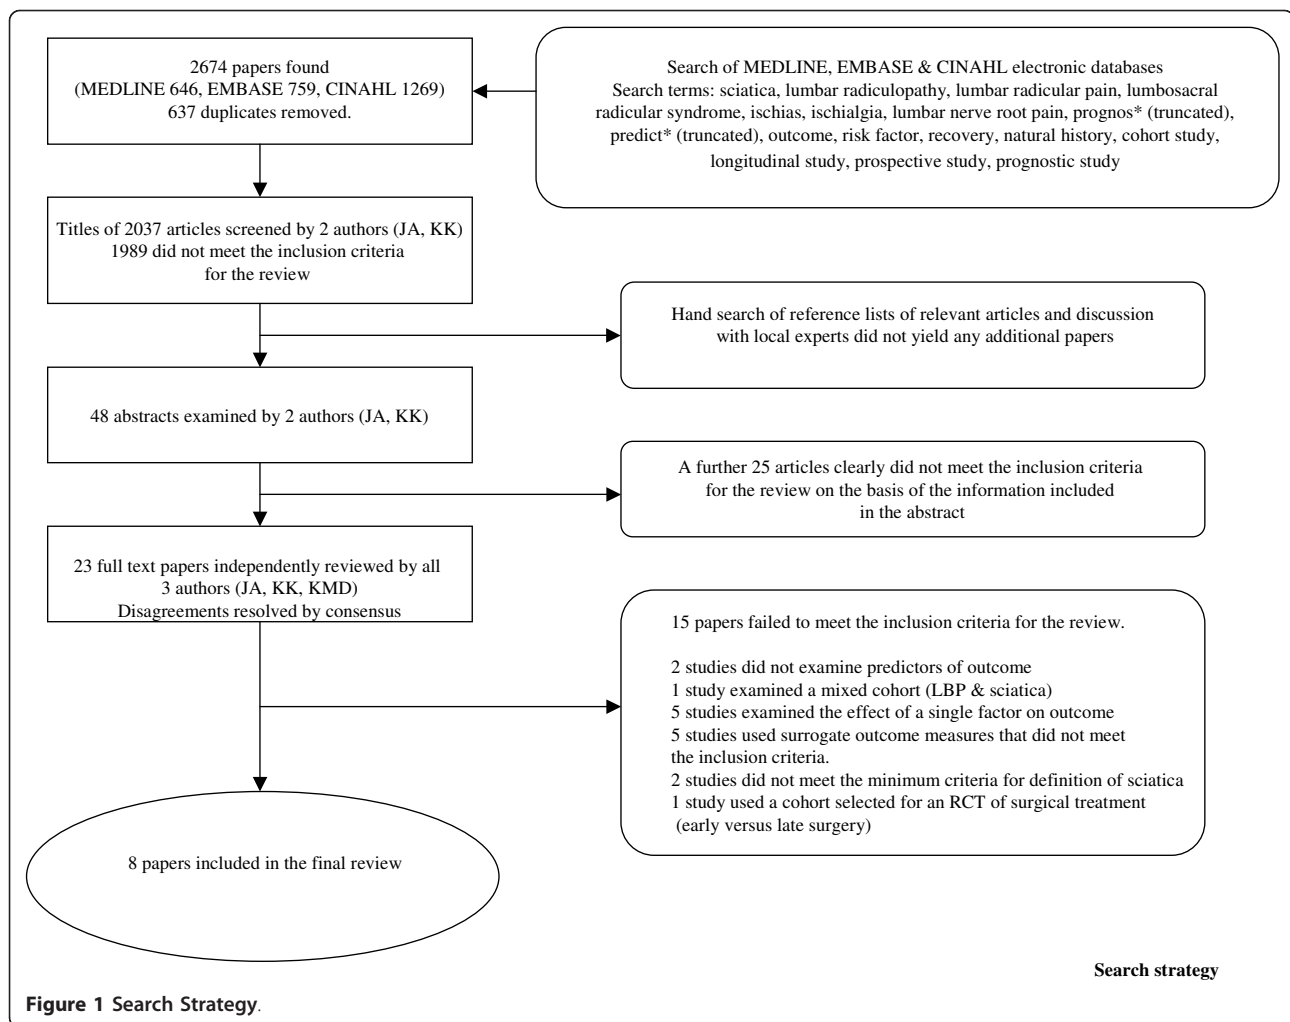 2674 papers found
(MEDLINE 646, EMBASE 759, CINAHL 1269)
637 duplicates removed.
Search of MEDLINE, EMBASE & CINAHL electronic databases
Search terms: sciatica, lumbar radiculopathy, lumbar radicular pain, lumbosacral
radicular syndrome, ischias, ischialgia, lumbar nerve root pain, prognos* (truncated),
predict* (truncated), outcome, risk factor, recovery, natural history, cohort study,
longitudinal study, prospective study, prognostic study
Titles of 2037 articles screened by 2 authors (JA, KK)
1989 did not meet the inclusion criteria
for the review
Hand search of reference lists of relevant articles and discussion
with local experts did not yield any additional papers
48 abstracts examined by 2 authors (JA, KK)
A further 25 articles clearly did not meet the inclusion criteria
for the review on the basis of the information included
in the abstract
23 full text papers independently reviewed by all
3 authors (JA, KK, KMD)
Disagreements resolved by consensus
15 papers failed to meet the inclusion criteria for the review.
2 studies did not examine predictors of outcome
1 study examined a mixed cohort (LBP & sciatica)
5 studies examined the effect of a single factor on outcome
5 studies used surrogate outcome measures that did not meet
the inclusion criteria.
2 studies did not meet the minimum criteria for definition of sciatica
1 study used a cohort selected for an RCT of surgical treatment
(early versus late surgery)
8 papers included in the final review
Search strategy
Figure 1 Search Strategy.